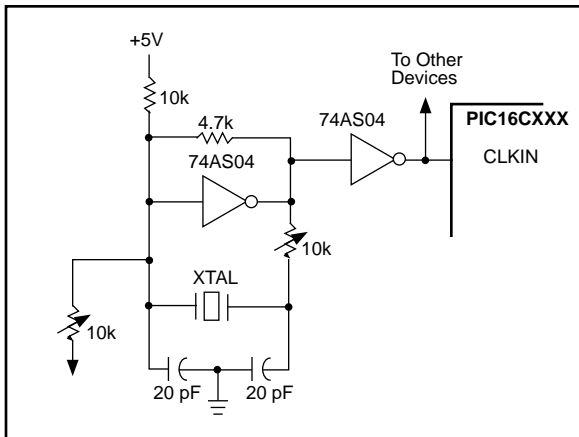 +5V
To Other
Devices
10k
4.7k
74AS04
PIC16CXXX
74AS04
CLKIN
10k
XTAL
10k
20 pF
20 pF